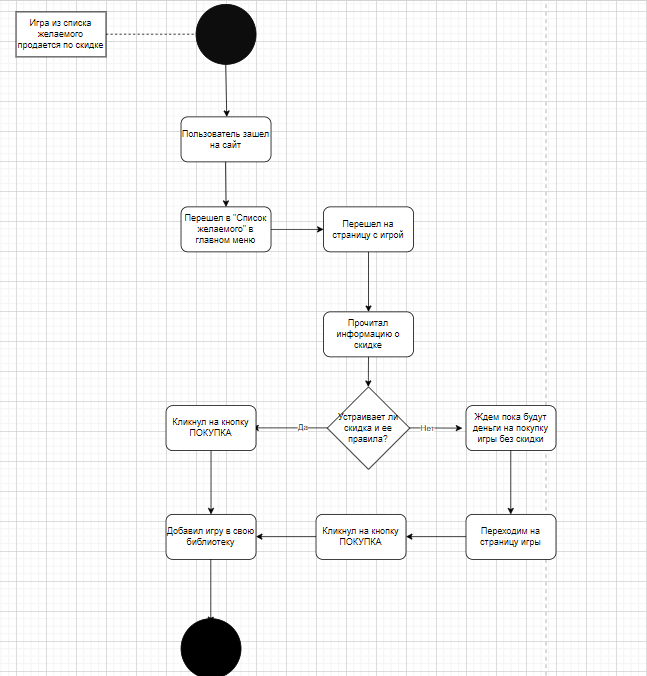 Игра из списка
желаемого
продается по скидке
Пользователь зашел
на сайт
Перешел в "Список
желаемого" в
главном меню
Перешел на
страницу с игрой
Прочитал
информацию о
скидке
Устраивает ли
скидка и ее
правила?
Да
Нет
Кликнул на кнопку
ПОКУПКА
Ждем пока будут
деньги на покупку
игры без скидки
Добавил игру в свою
библиотеку
Кликнул на кнопку
ПОКУПКА
Переходим на
страницу игры